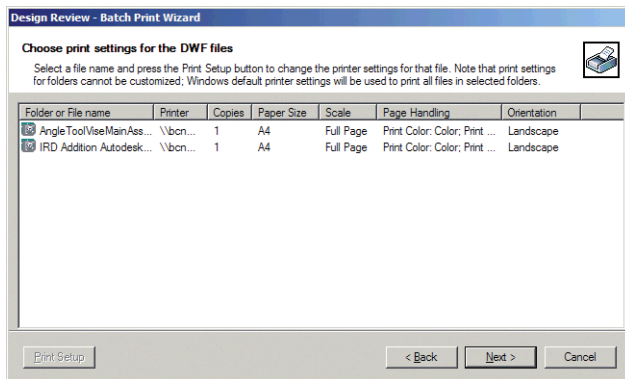 Design Review - Batch Print Wizard
Choose print settings for the DWF files
Select a file name and press the Print Setup button to change the printer settings for that file. Note that print settings
for folders cannot be customized; Windows default printer settings will be used to print all files in selected folders.
Folder or File name Printer Copies Paper Size Scale Page Handling Orientation
AngleToolViseMainAss... \\bcn... 1 A4 Full Page Print Color: Color; Print ... Landscape
IRD Addition Autodesk... \\bcn... 1 A4 Full Page Print Color: Color; Print ... Landscape
Print Setup < Back Next > Cancel